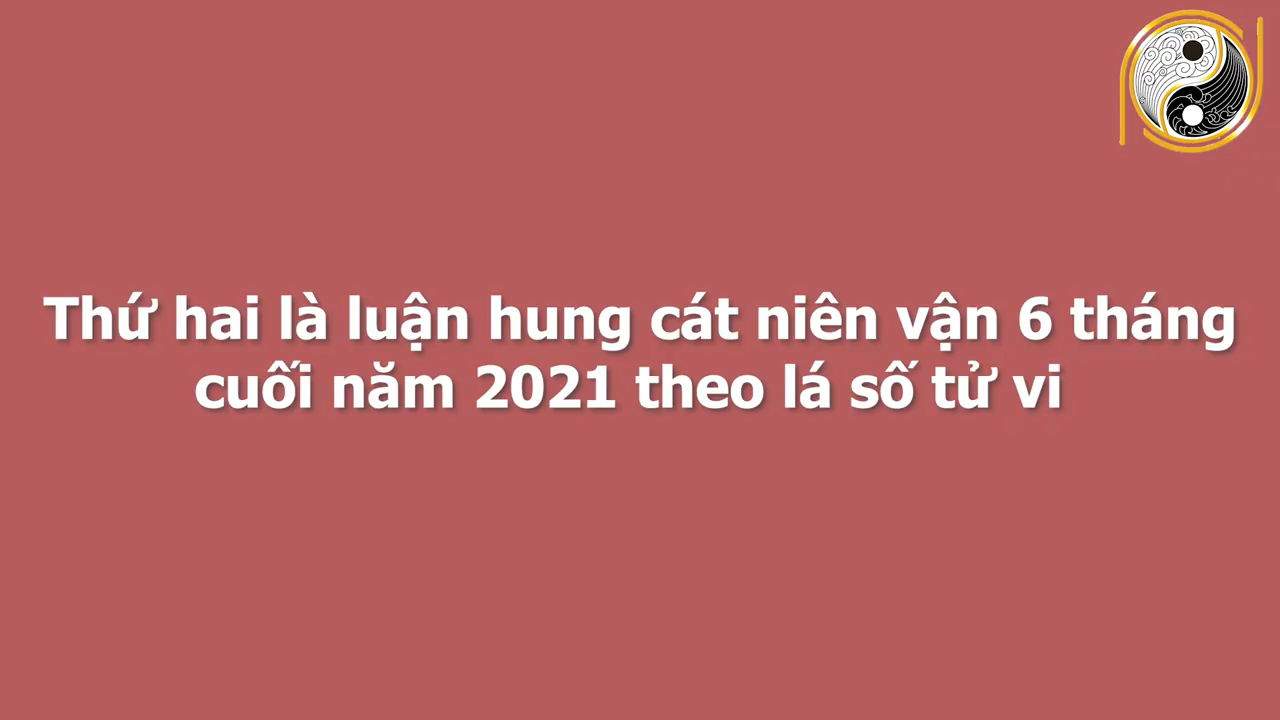 Thứ hai là luận hung cát niên vận 6 tháng
cuối năm 2021 theo lá số tử vi